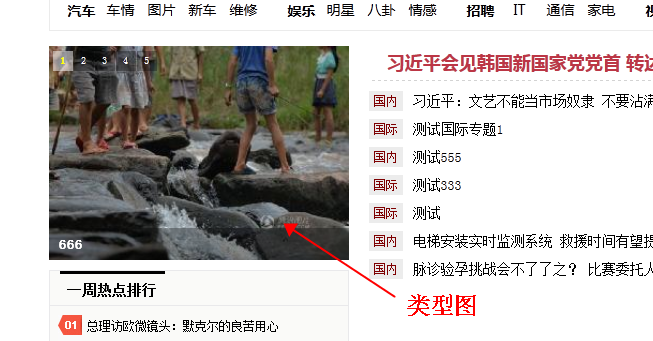 汽车 车情 图片 新车 维修 娱乐 明星 八卦 情感 招聘 IT 通信 家电
1 2 3 4 5
666
习近平会见韩国新国家党党首 转达
国内 习近平：文艺不能当市场奴隶 不要沾满
国际 测试国际专题1
国内 测试555
国内 测试333
国际 测试
国内 电梯安装实时监测系统 救援时间有望提
国内 脉诊验孕挑战会不了了之？ 比赛委托人
类型图
一周热点排行
01 总理访欧微镜头：默克尔的良苦用心